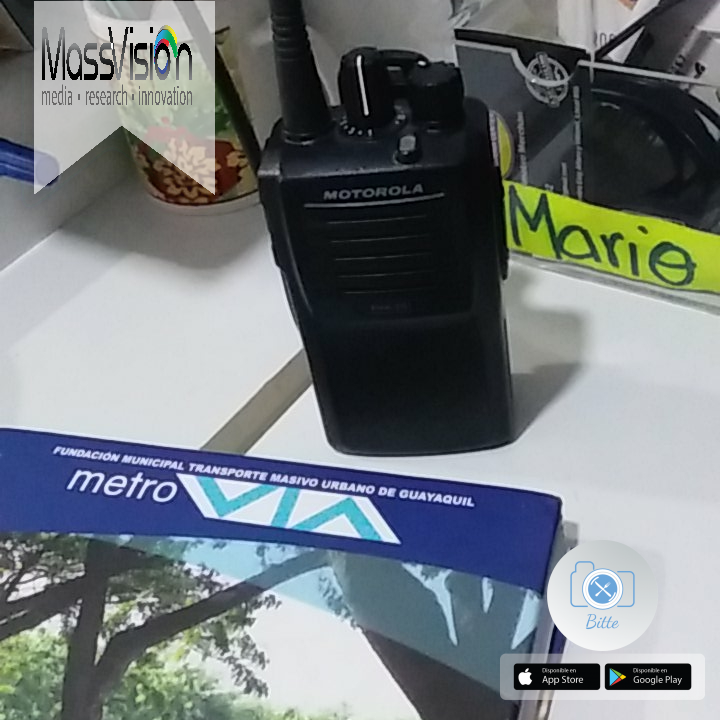 MassVision
media • research • innovation
MOTOROLA
Mario
FUNDACIÓN MUNICIPAL TRANSPORTE MASIVO URBANO DE GUAYAQUIL
metro VIA
Bitte
Disponible en
App Store
Disponible en
Google Play